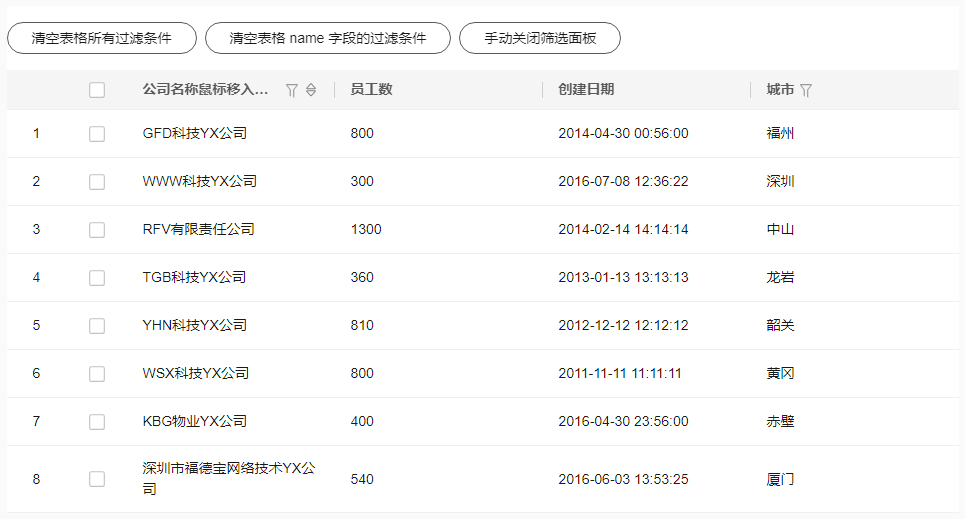 清空表格所有过滤条件 清空表格 name 字段的过滤条件 手动关闭筛选面板
公司名称鼠标移入... 员工数 创建日期 城市
1 GFD科技YX公司 800 2014-04-30 00:56:00 福州
2 WWW科技YX公司 300 2016-07-08 12:36:22 深圳
3 RFV有限责任公司 1300 2014-02-14 14:14:14 中山
4 TGB科技YX公司 360 2013-01-13 13:13:13 龙岩
5 YHN科技YX公司 810 2012-12-12 12:12:12 韶关
6 WSX科技YX公司 800 2011-11-11 11:11:11 黄冈
7 KBG物业YX公司 400 2016-04-30 23:56:00 赤壁
8 深圳市福德宝网络技术YX公 540 2016-06-03 13:53:25 厦门
司